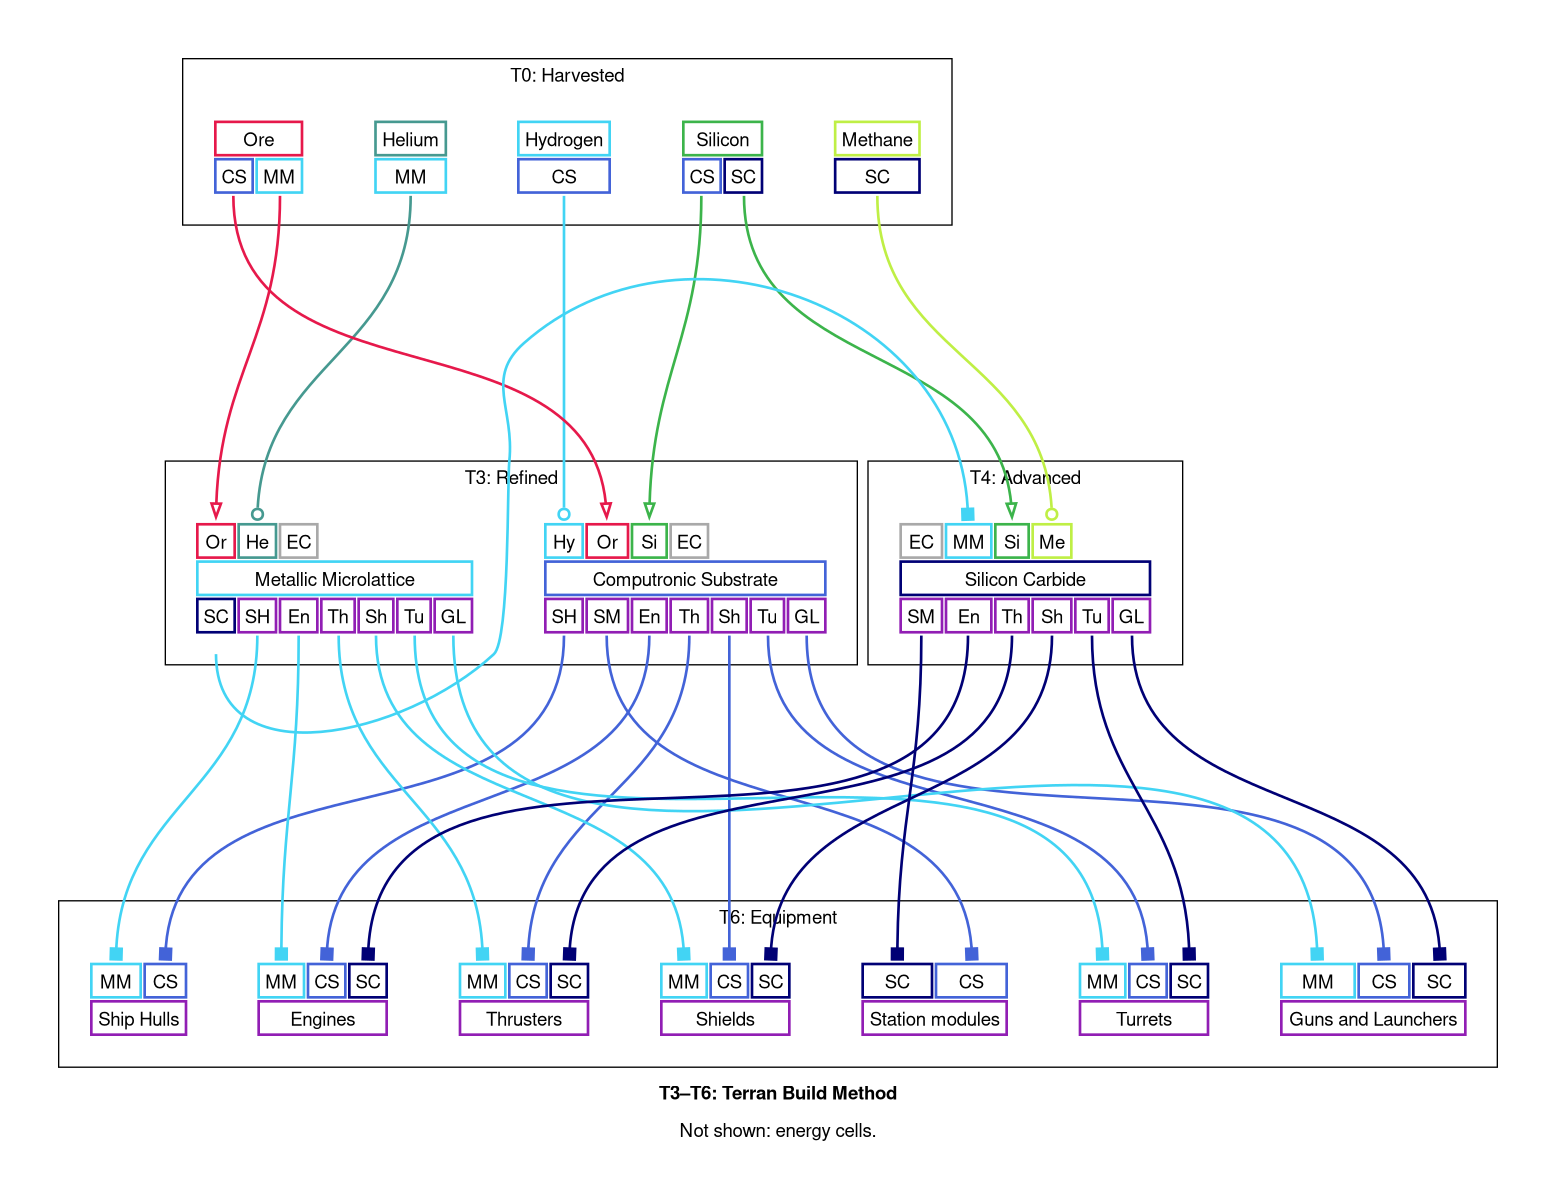 T0: Harvested
Ore Helium Hydrogen Silicon Methane
CS MM MM CS CS SC SC
T3: Refined T4: Advanced
Or He EC Hy Or Si EC EC MM Si Me
Metallic Microlattice Computronic Substrate Silicon Carbide
SC SH En Th Sh Tu GL SH SM En Th Sh Tu GL SM En Th Sh Tu GL
T6: Equipment
MM CS MM CS SC MM CS SC MM CS SC SC CS MM CS SC MM CS SC
Ship Hulls Engines Thrusters Shields Station modules Turrets Guns and Launchers
T3–T6: Terran Build Method
Not shown: energy cells.